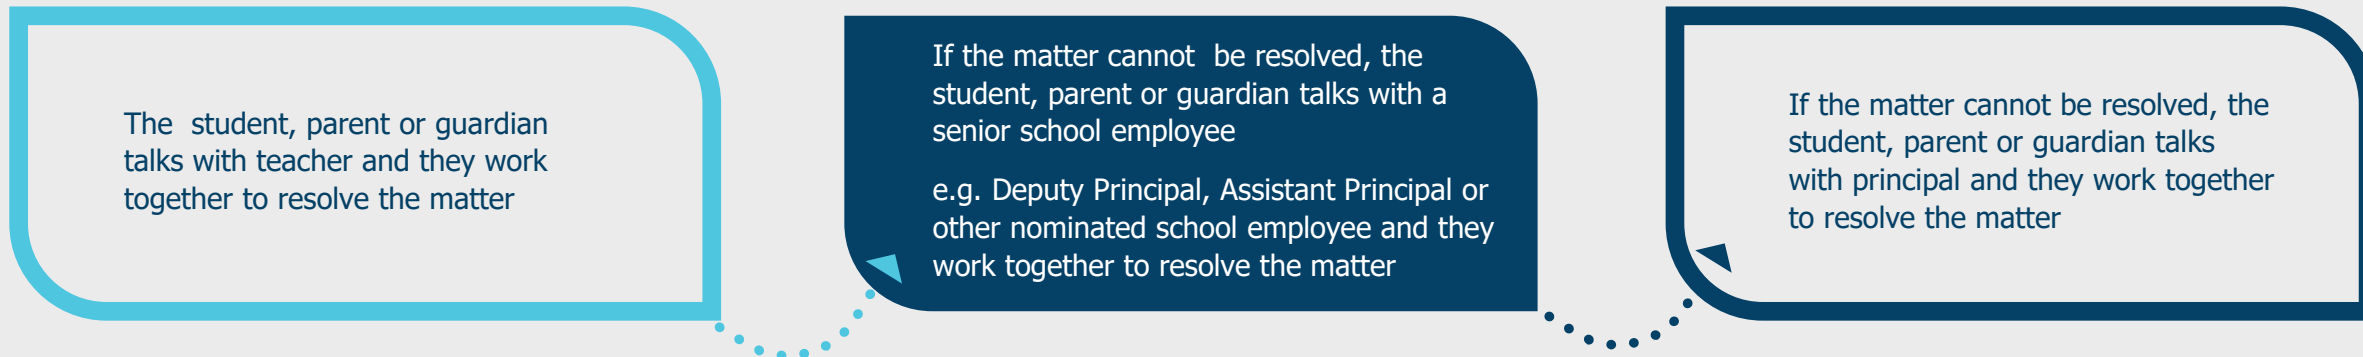 The student, parent or guardian
talks with teacher and they work
together to resolve the matter
If the matter cannot be resolved, the
student, parent or guardian talks with a
senior school employee
e.g. Deputy Principal, Assistant Principal or
other nominated school employee and they
work together to resolve the matter
If the matter cannot be resolved, the
student, parent or guardian talks
with principal and they work together
to resolve the matter